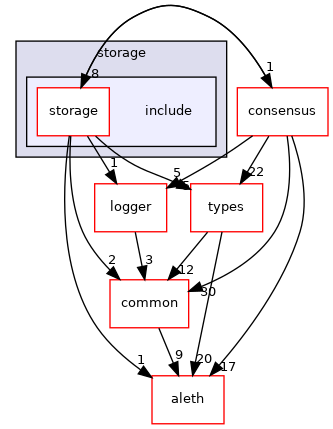 storage
8
1
storage
include
consensus
1
5
22
logger
types
2
3
12
30
common
1
9
20
17
aleth